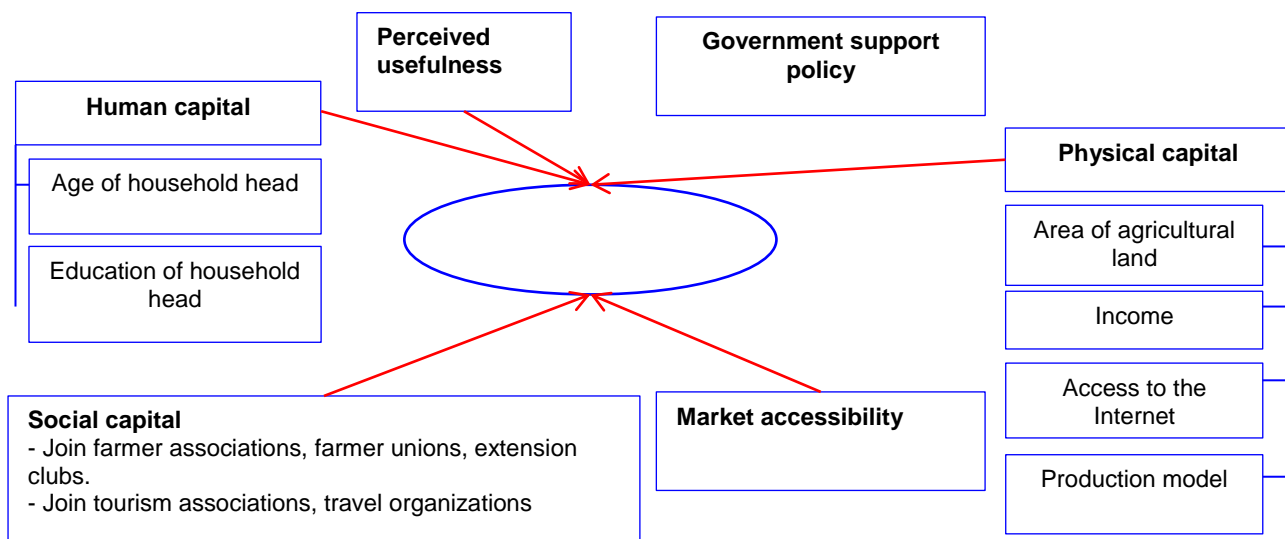 Perceived
usefulness
Government support
policy
Human capital
Physical capital
Age of household head
Area of agricultural
land
Education of household
head
Income
Access to the
Internet
Social capital
- Join farmer associations, farmer unions, extension
clubs.
- Join tourism associations, travel organizations
Market accessibility
Production model